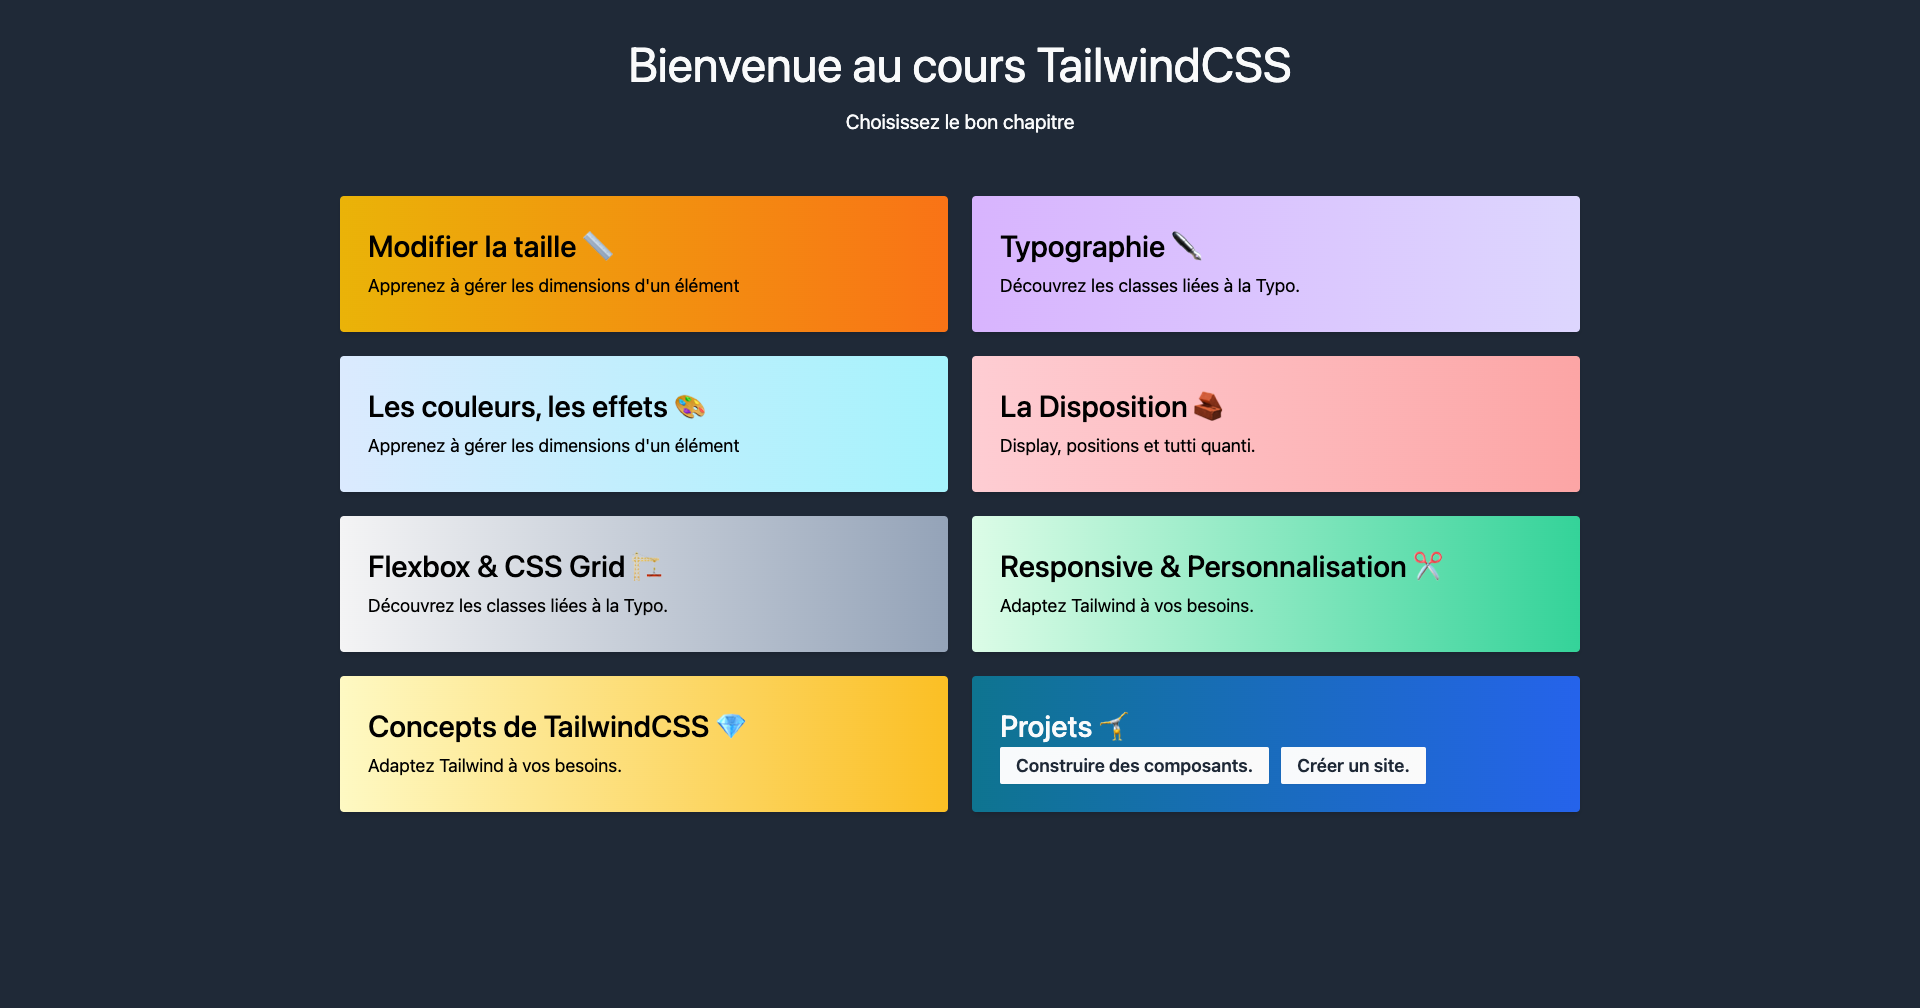 Bienvenue au cours TailwindCSS
Choisissez le bon chapitre
Modifier la taille 📏
Apprenez à gérer les dimensions d'un élément
Typographie 🖋️
Découvrez les classes liées à la Typo.
Les couleurs, les effets 🎨
Apprenez à gérer les dimensions d'un élément
La Disposition 🧱
Display, positions et tutti quanti.
Flexbox & CSS Grid 🏗️
Découvrez les classes liées à la Typo.
Responsive & Personnalisation ✂️
Adaptez Tailwind à vos besoins.
Concepts de TailwindCSS 💎
Adaptez Tailwind à vos besoins.
Projets 🤸
Construire des composants. Créer un site.